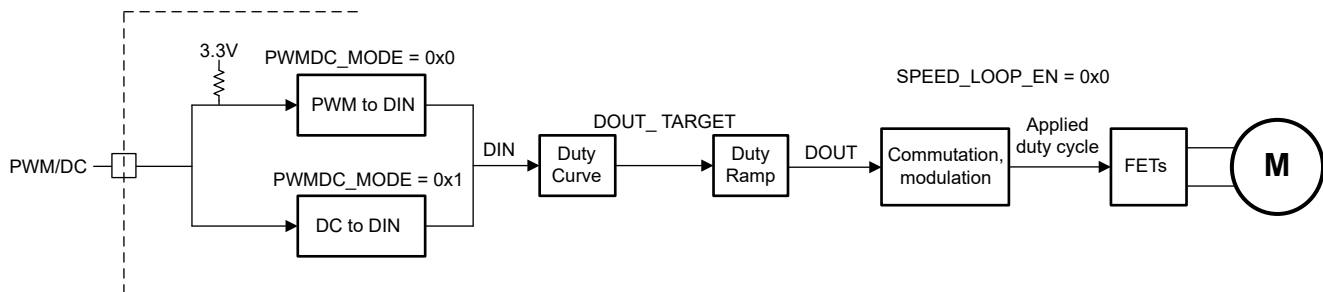 3.3V
PWMDC_MODE = 0x0
PWM to DIN
PWM/DC
PWMDC_MODE = 0x1
DC to DIN
DIN
Duty
Curve
DOUT_ TARGET
Duty
Ramp
DOUT
SPEED_LOOP_EN = 0x0
Commutation,
modulation
Applied
duty cycle
FETs
M